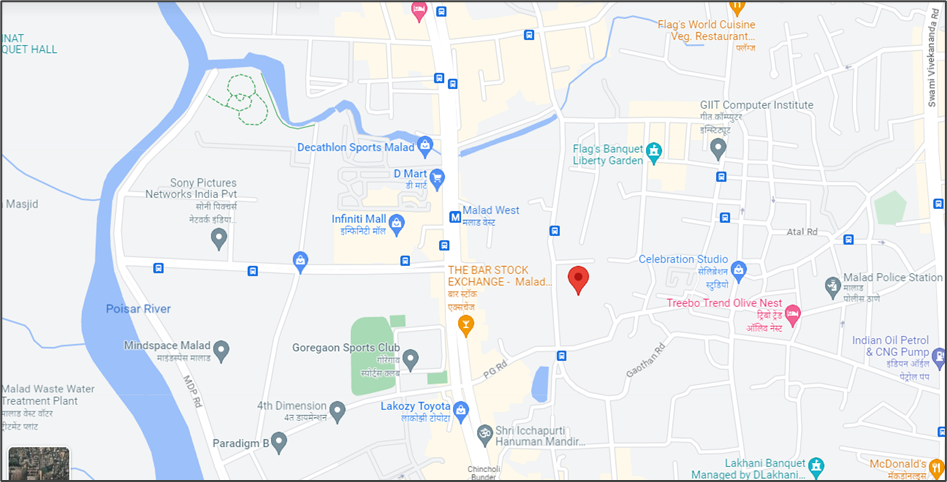 Flag's World Cuisine
Veg. Restaurant...
फ्लॅग्ज
Swami Vivekananda Rd
NAT
QUET HALL
GIIT Computer Institute
गीत कॉम्प्युटर
इन्स्टिट्यूट
Decathlon Sports Malad
Flag's Banquet
Liberty Garden
D Mart
डी मार्ट
Sony Pictures
Networks India Pvt
सोनी पिक्चर्स
नेटवर्क इंडिया...
Masjid
Malad West
मलाड वेस्ट
Infiniti Mall
इन्फिनिटी मॉल
Atal Rd
Celebration Studio
सेलिब्रेशन
स्टुडियो
THE BAR STOCK
EXCHANGE - Malad...
बार स्टॉक
एक्सचेंज
Malad Police Station
मालाड
पोलीस ठाणे
Treebo Trend Olive Nest
ट्रिबो ट्रेंड
ऑलिव नेस्ट
Poisar River
Mindspace Malad
माइंडस्पेस मालाड
Goregaon Sports Club
गोरेगाव
स्पोर्ट्स क्लब
Indian Oil Petrol
& CNG Pump
इंडियन ऑईल
पेट्रोल पंप
PG Rd
Gaothan Rd
MDP Rd
Malad Waste Water
Treatment Plant
मालाड वेस्ट वॉटर
ट्रीटमेंट प्लांट
4th Dimension
4त डायमेन्शन
Lakozy Toyota
लाकोझी टोयोटा
Paradigm B
Shri Icchapurti
Hanuman Mandir...
Chincholi
Bunder
Lakhani Banquet
Managed by DLakhani...
McDonald's
मॅकडोनाल्ड्स